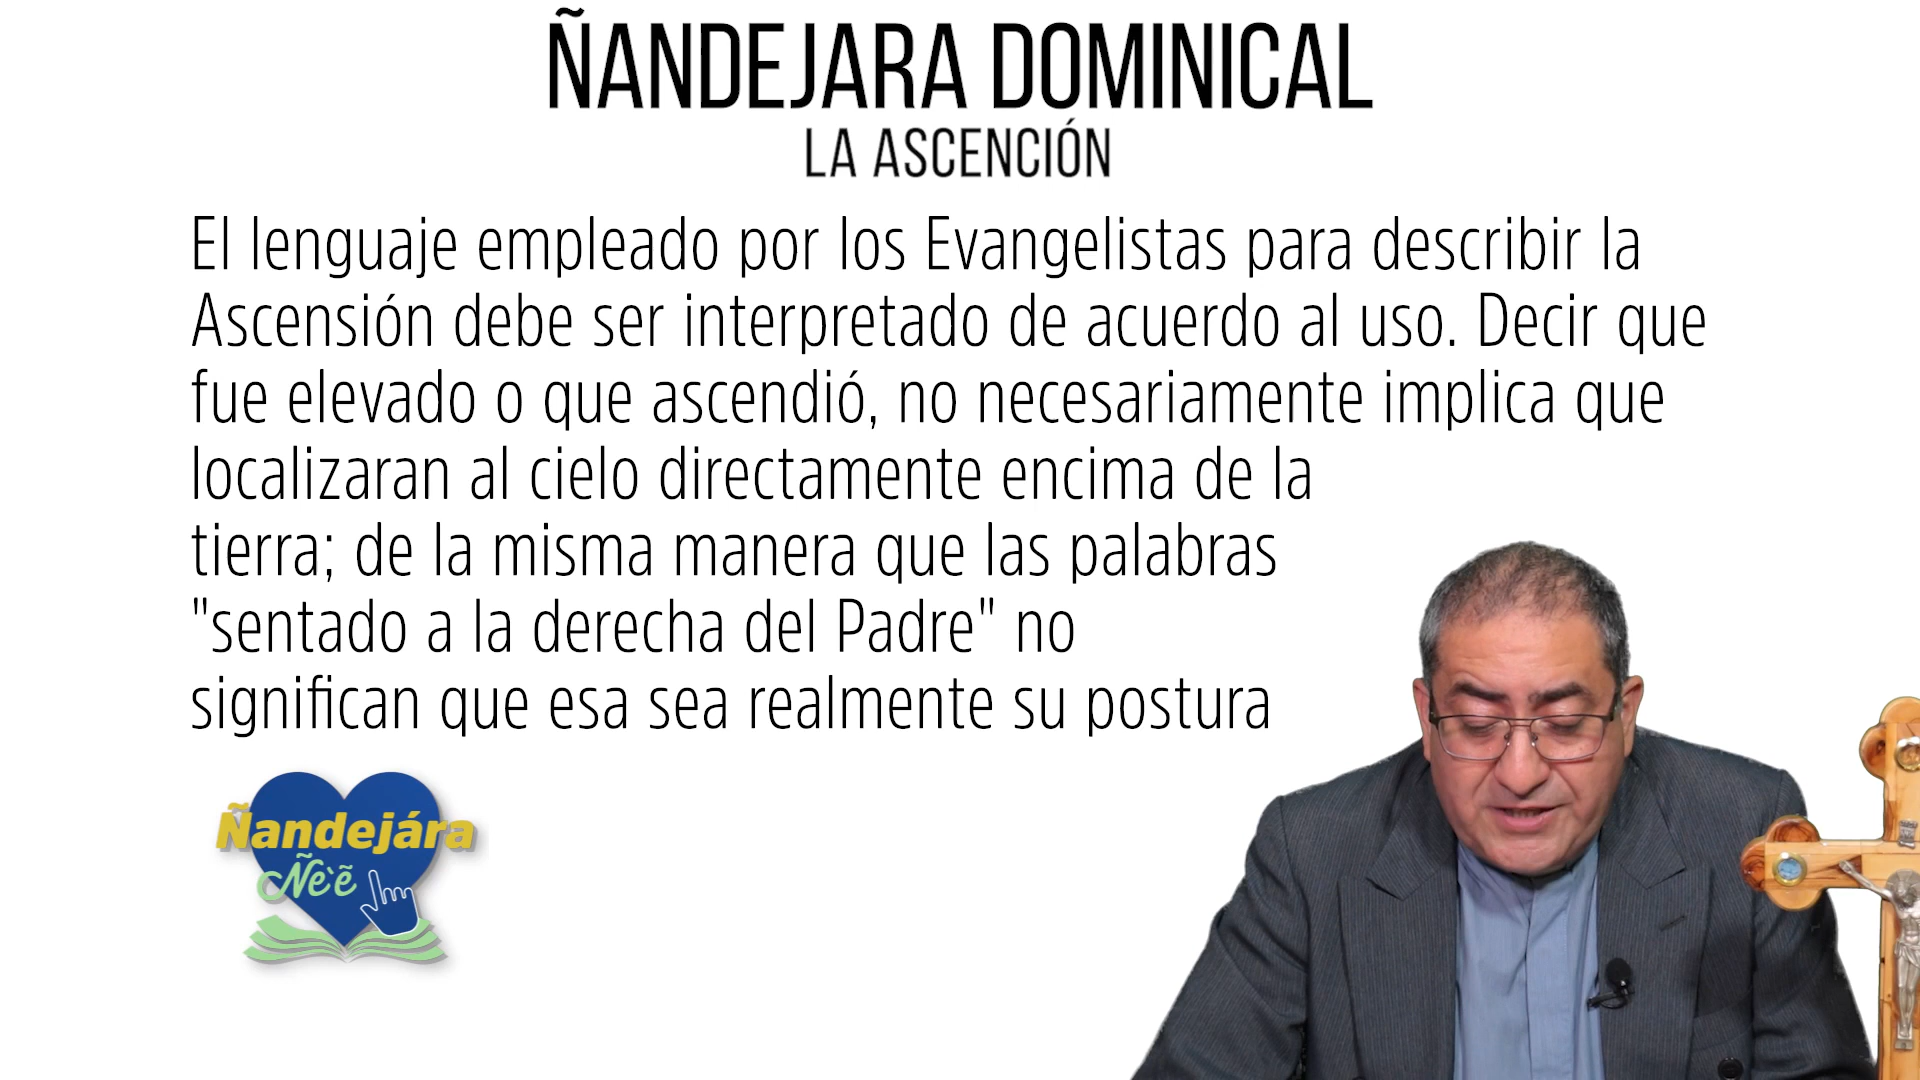 ÑANDEJARA DOMINICAL
LA ASCENCIÓN
El lenguaje empleado por los Evangelistas para describir la
Ascensión debe ser interpretado de acuerdo al uso. Decir que
fue elevado o que ascendió, no necesariamente implica que
localizaran al cielo directamente encima de la
tierra; de la misma manera que las palabras
"sentado a la derecha del Padre" no
significan que esa sea realmente su postura
Ñandejára
Ñe`ẽ